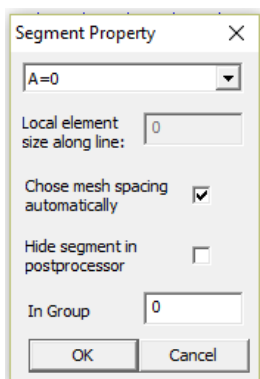 Segment Property
A=0
Local element
size along line:
0
Chose mesh spacing
automatically
Hide segment in
postprocessor
In Group
0
OK
Cancel